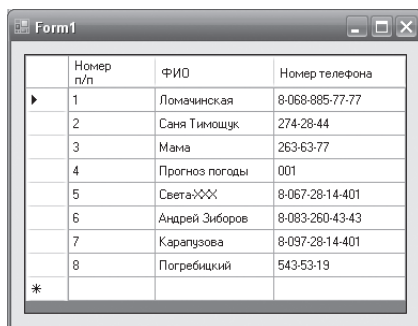 Form1
Номер п/п ФИО Номер телефона
1 Ломачинская 8-068-885-77-77
2 Саня Тимощук 274-28-44
3 Мама 263-63-77
4 Прогноз погоды 001
5 Света-XXX 8-067-28-14-401
6 Андрей Зиборов 8-083-260-43-43
7 Карапузова 8-097-28-14-401
8 Погребицкий 543-53-19